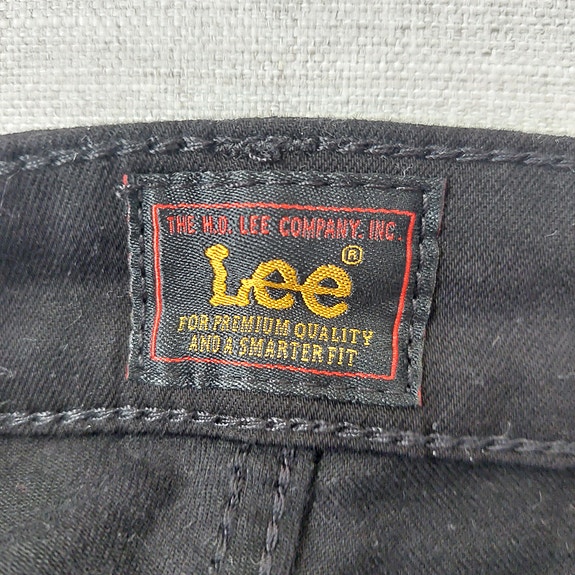 THE H.D. LEE COMPANY, INC.
Lee®
FOR PREMIUM QUALITY
AND A SMARTER FIT